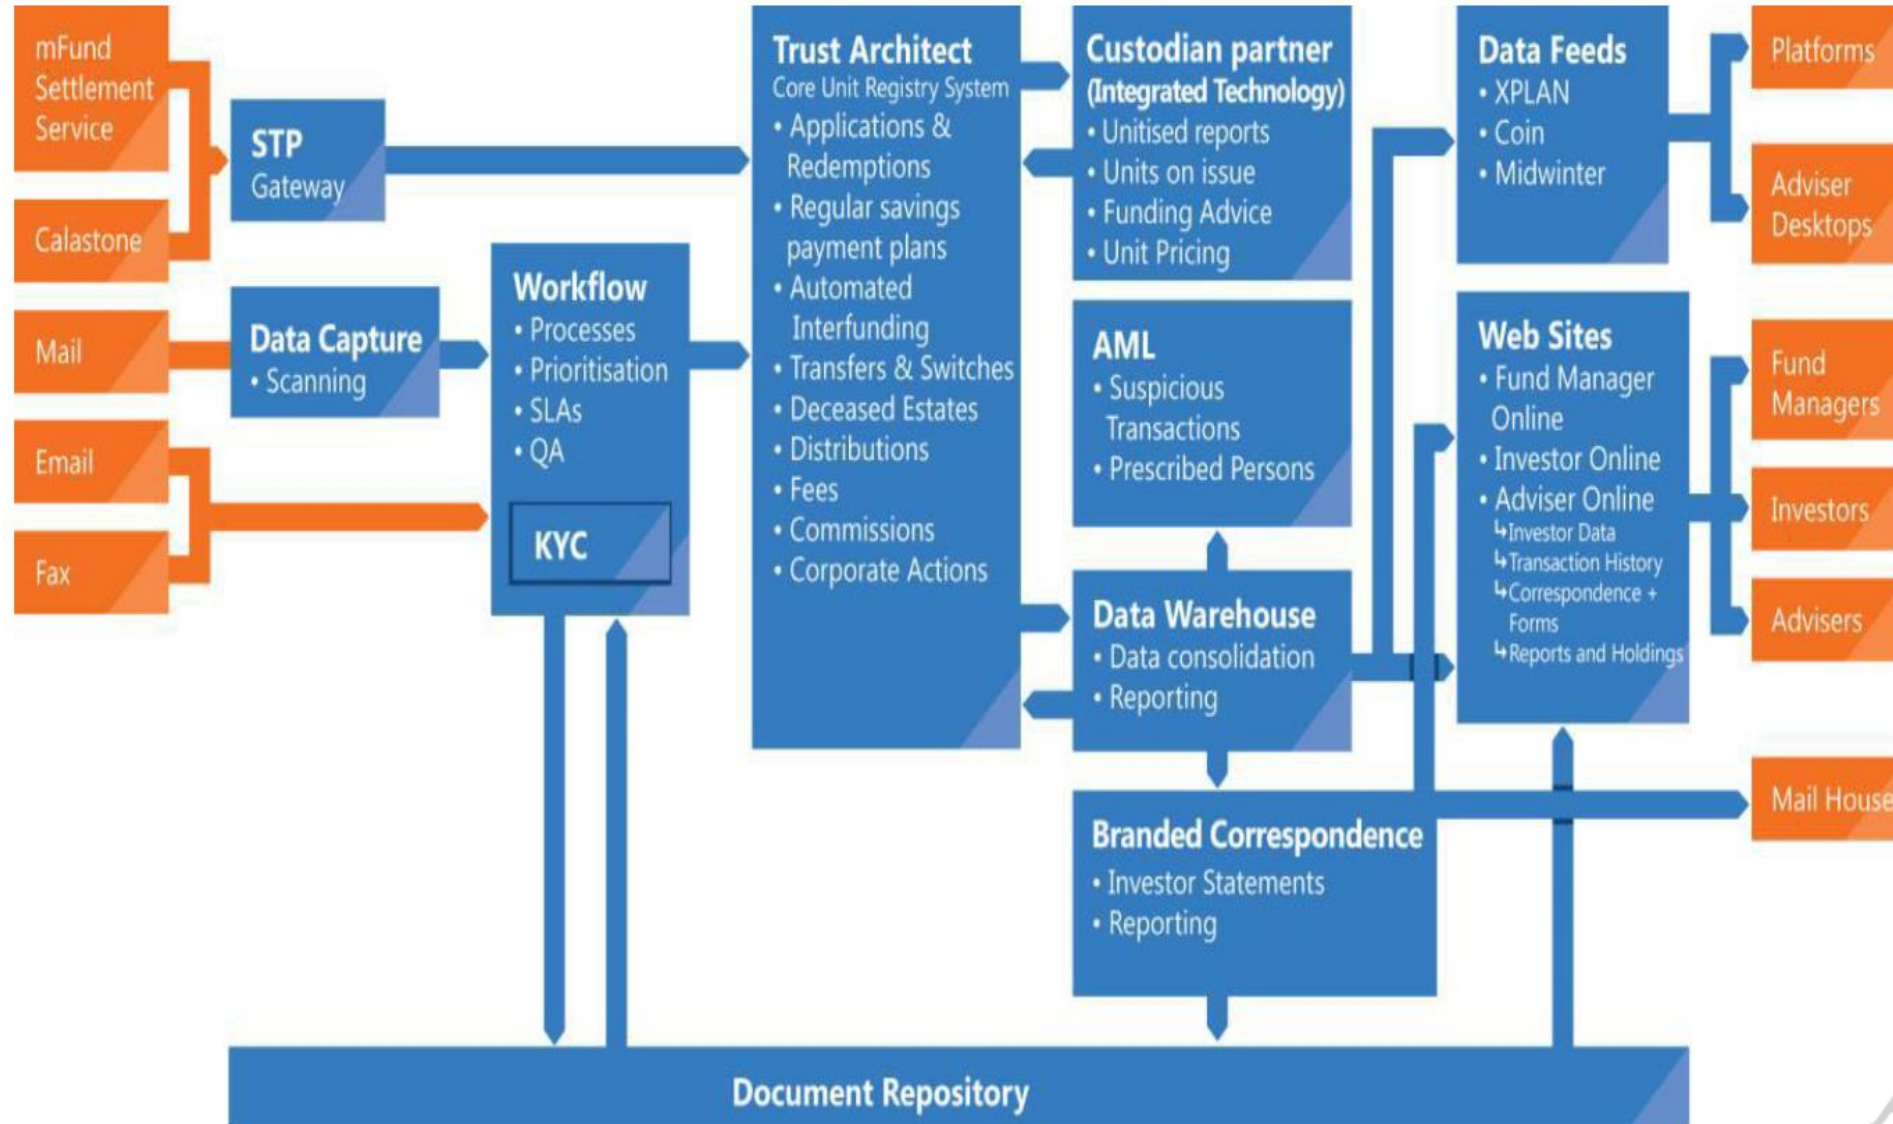 mFund
Settlement
Service
Calastone
Mail
Email
Fax
STP
Gateway
Data Capture
• Scanning
Workflow
• Processes
• Prioritisation
• SLAs
• QA
KYC
Trust Architect
Core Unit Registry System
• Applications &
Redemptions
• Regular savings
payment plans
• Automated
Interfunding
• Transfers & Switches
• Deceased Estates
• Distributions
• Fees
• Commissions
• Corporate Actions
Custodian partner
(Integrated Technology)
• Unitised reports
• Units on issue
• Funding Advice
• Unit Pricing
AML
• Suspicious
Transactions
• Prescribed Persons
Data Warehouse
• Data consolidation
• Reporting
Branded Correspondence
• Investor Statements
• Reporting
Data Feeds
• XPLAN
• Coin
• Midwinter
Web Sites
• Fund Manager
Online
• Investor Online
• Adviser Online
↳Investor Data
↳Transaction History
↳Correspondence +
Forms
↳Reports and Holdings
Platforms
Adviser
Desktops
Fund
Managers
Investors
Advisers
Mail House
Document Repository